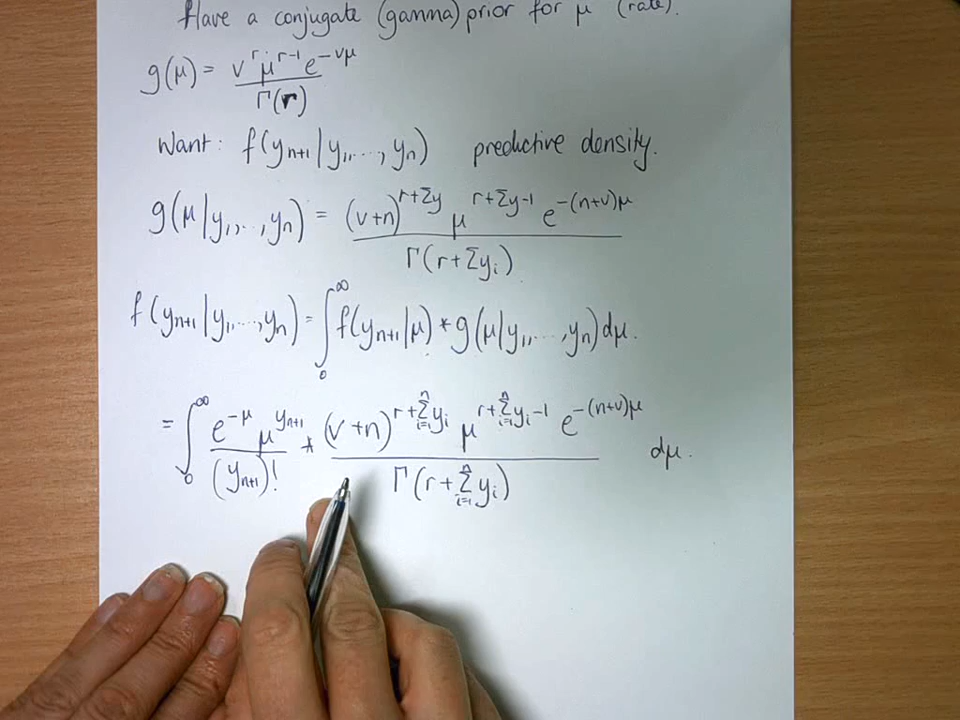 Have a conjugate (gamma) prior for μ (rate).
g(μ) = v^r μ^{r-1} e^{-vμ} / Γ(r)
Want: f(y_{n+1} | y_1, ..., y_n) predictive density.
g(μ | y_1, ..., y_n) = (v+n)^{r+Σy} μ^{r+Σy-1} e^{-(n+v)μ} / Γ(r+Σy_i)
f(y_{n+1} | y_1, ..., y_n) = ∫_0^∞ f(y_{n+1} | μ) * g(μ | y_1, ..., y_n) dμ.
= ∫_0^∞ e^{-μ} μ^{y_{n+1}} / (y_{n+1})! * (v+n)^{r+Σ_{i=1}^n y_i} μ^{r+Σ_{i=1}^n y_i-1} e^{-(n+v)μ} / Γ(r+Σ_{i=1}^n y_i) dμ.